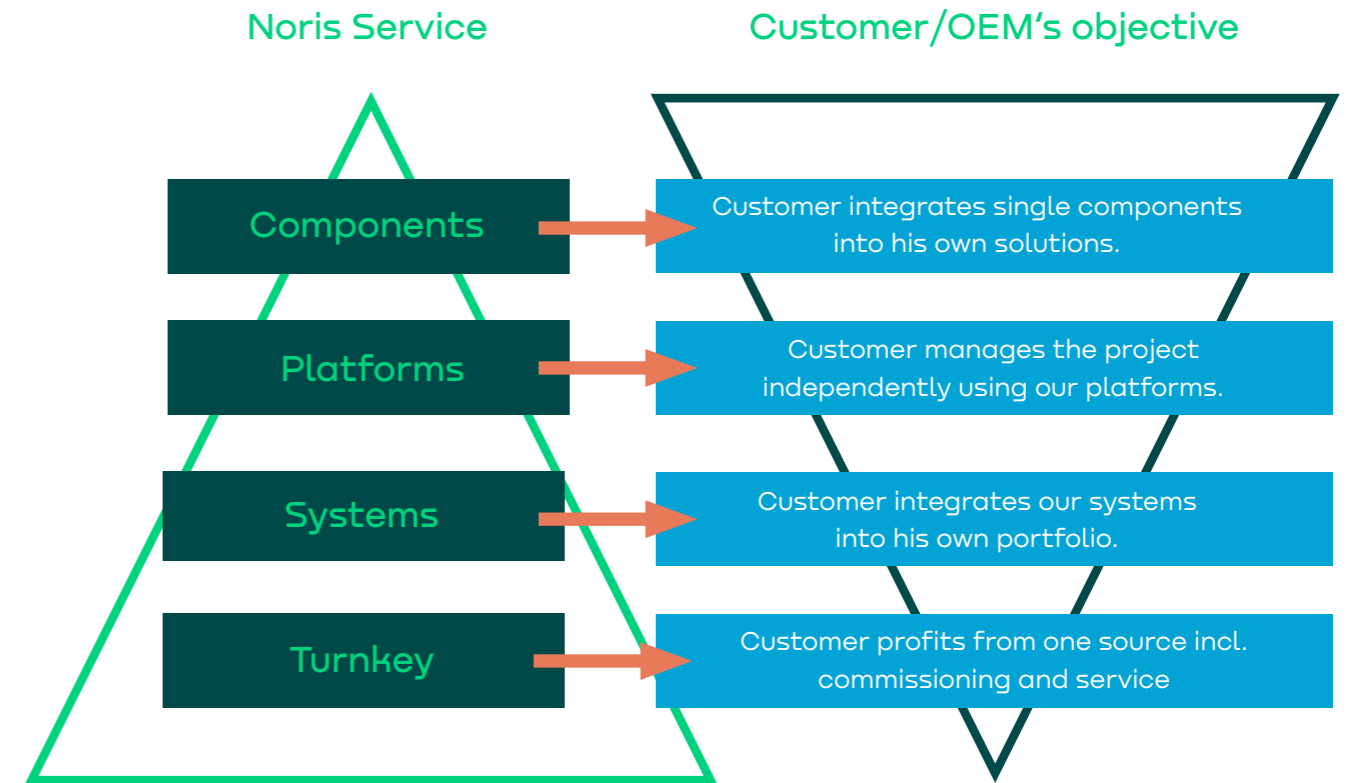 Noris Service
Customer/OEM's objective
Components
Customer integrates single components
into his own solutions.
Platforms
Customer manages the project
independently using our platforms.
Systems
Customer integrates our systems
into his own portfolio.
Turnkey
Customer profits from one source incl.
commissioning and service